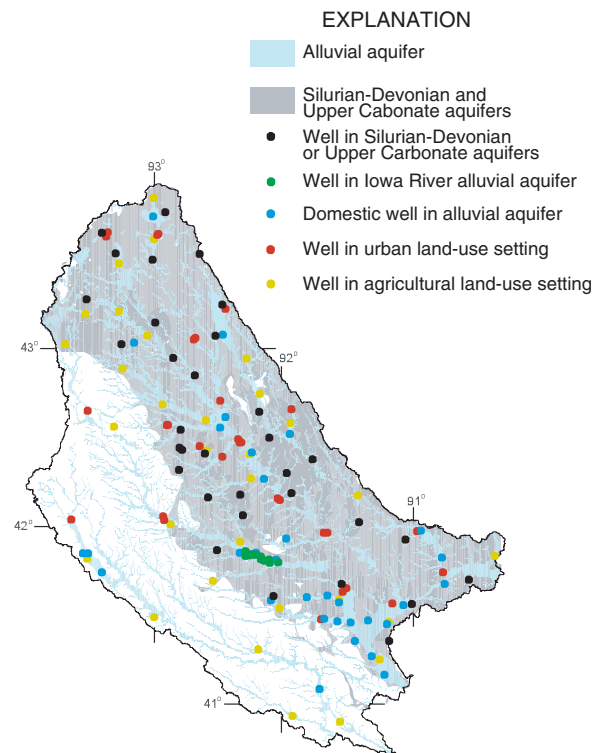 EXPLANATION
Alluvial aquifer
Silurian-Devonian and
Upper Cabonate aquifers
Well in Silurian-Devonian
or Upper Carbonate aquifers
Well in Iowa River alluvial aquifer
Domestic well in alluvial aquifer
Well in urban land-use setting
Well in agricultural land-use setting
93°
43°
92°
91°
42°
41°